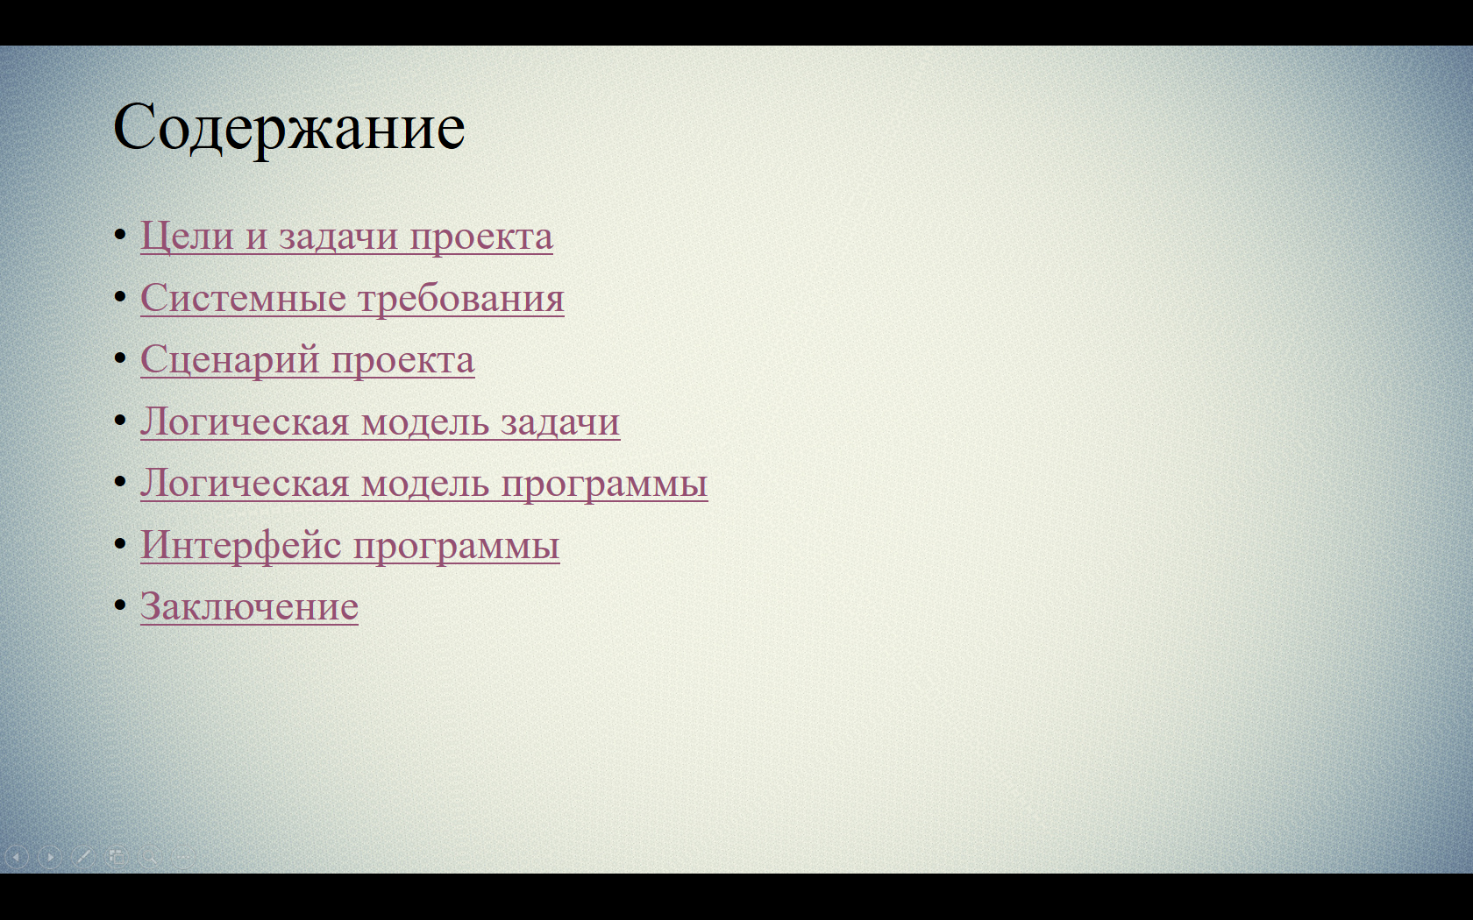 Содержание
• Цели и задачи проекта
• Системные требования
• Сценарий проекта
• Логическая модель задачи
• Логическая модель программы
• Интерфейс программы
• Заключение